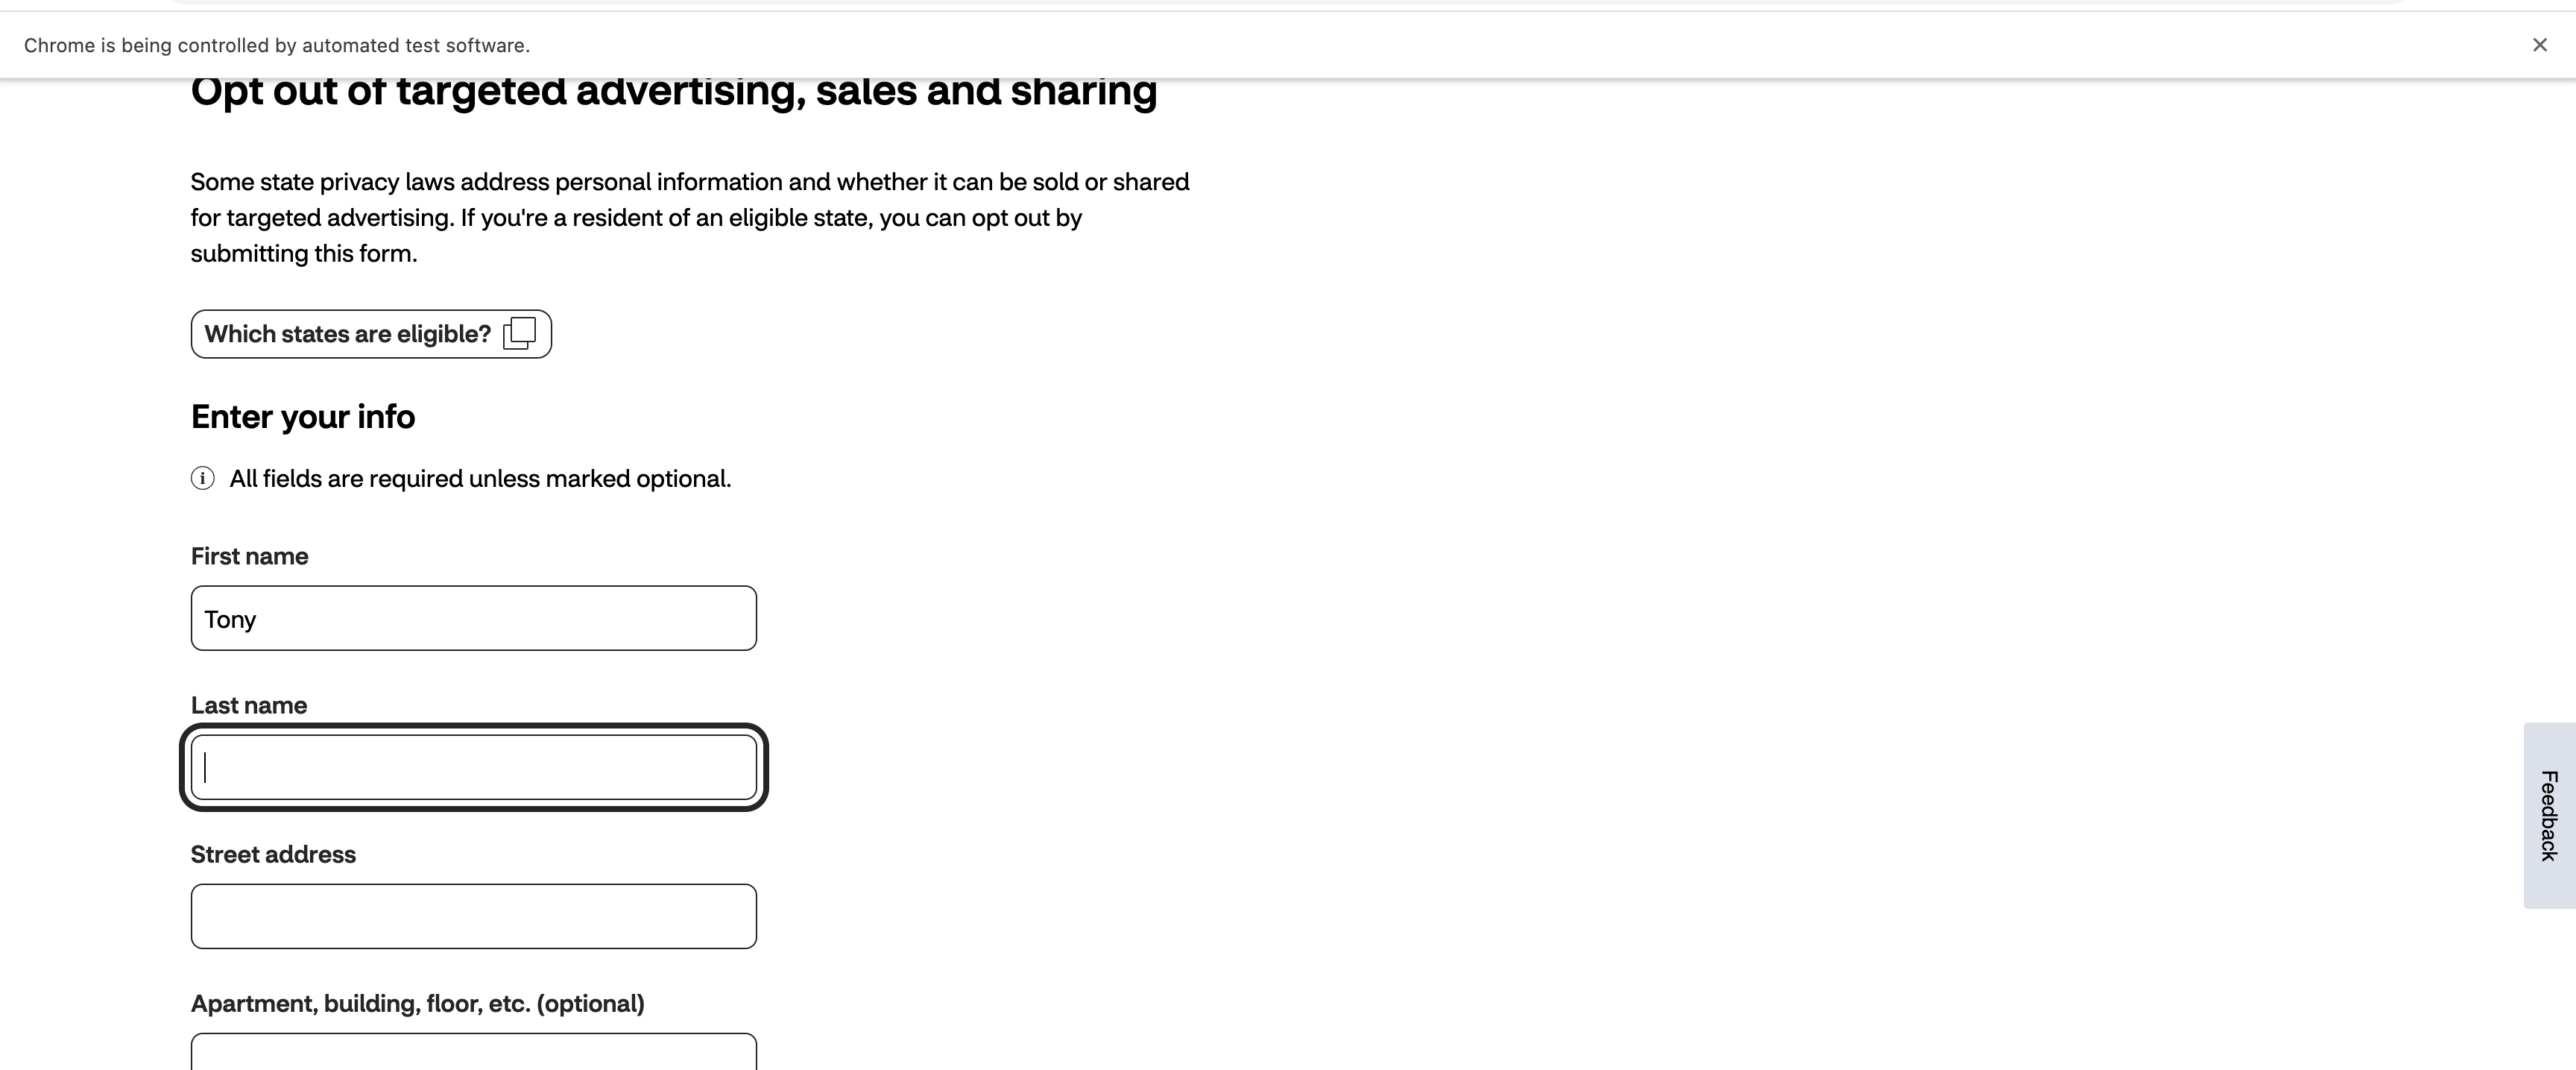 Chrome is being controlled by automated test software.
Opt out of targeted advertising, sales and sharing
Some state privacy laws address personal information and whether it can be sold or shared
for targeted advertising. If you're a resident of an eligible state, you can opt out by
submitting this form.
Which states are eligible?
Enter your info
All fields are required unless marked optional.
First name
Tony
Last name
Street address
Apartment, building, floor, etc. (optional)
Feedback